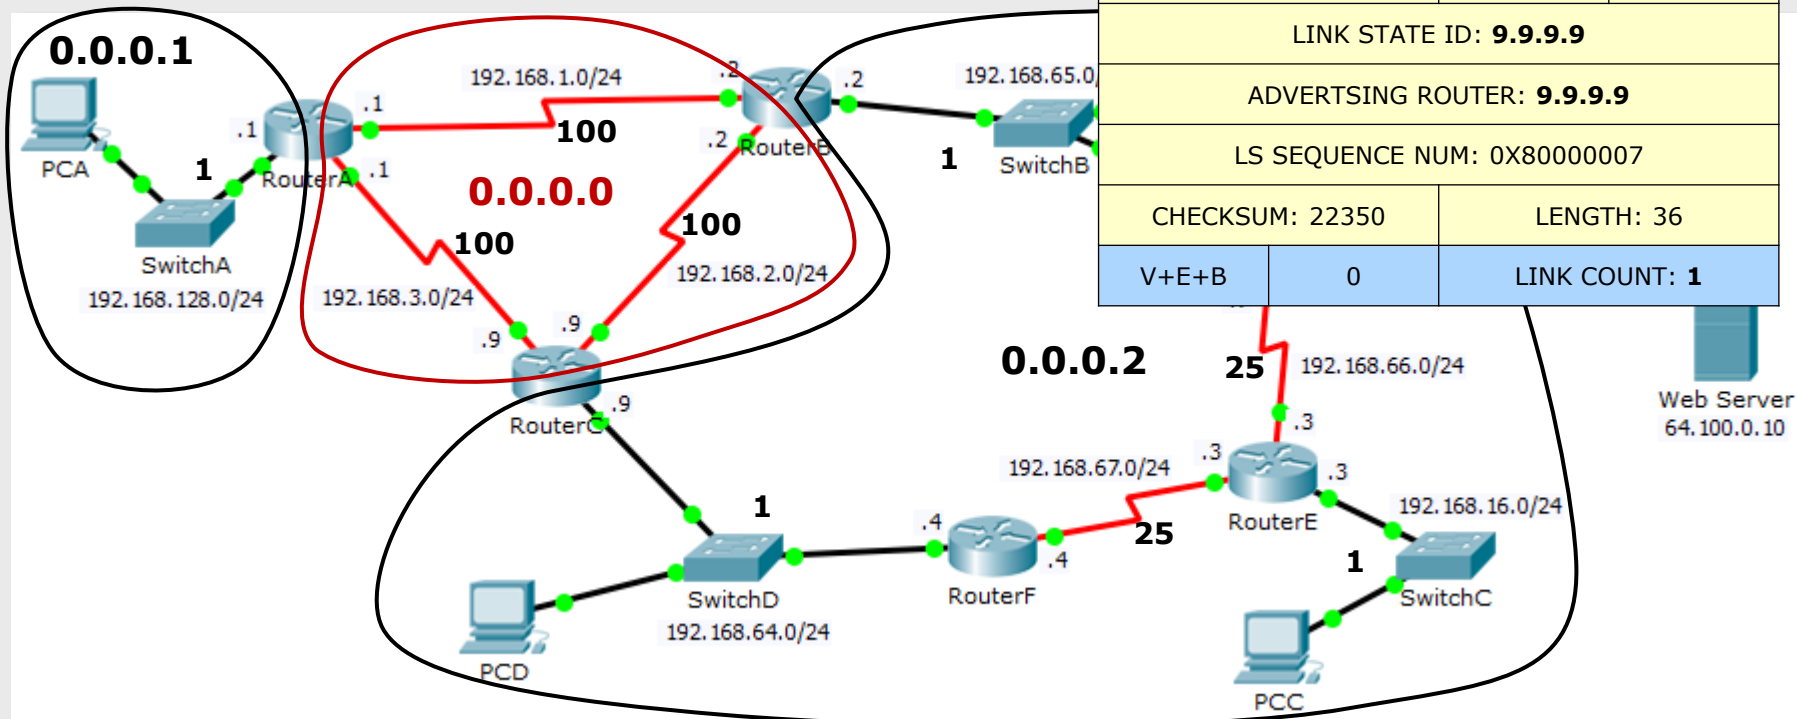 0.0.0.1
PCA
1
.1
RouterA
SwitchA
192.168.128.0/24
.1
.1
192.168.1.0/24
100
.2
.2
.2
RouterB
0.0.0.0
100
100
192.168.3.0/24
192.168.2.0/24
.9
.9
RouterC
.9
192.168.65.0/
1
SwitchB
LINK STATE ID: 9.9.9.9
ADVERTSING ROUTER: 9.9.9.9
LS SEQUENCE NUM: 0X80000007
CHECKSUM: 22350
LENGTH: 36
V+E+B
0
LINK COUNT: 1
0.0.0.2
25
192.168.66.0/24
Web Server
64.100.0.10
.3
.3
.3
192.168.67.0/24
RouterE
192.168.16.0/24
1
.4
25
.4
RouterF
1
SwitchD
192.168.64.0/24
SwitchC
PCD
PCC